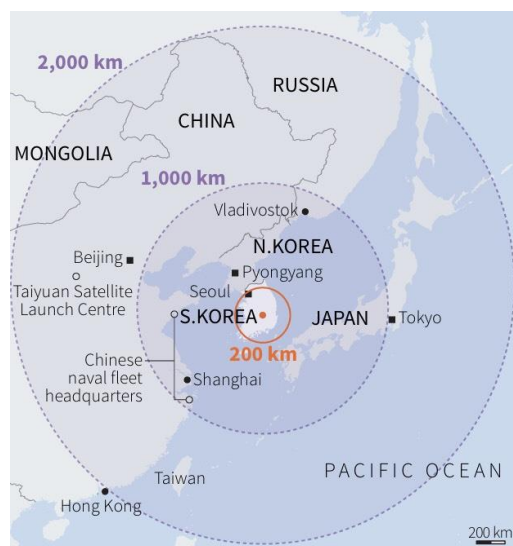 2,000 km
RUSSIA
CHINA
MONGOLIA
1,000 km
Vladivostok
N.KOREA
Beijing
Pyongyang
Taiyuan Satellite
Launch Centre
Seoul
S.KOREA
JAPAN
Tokyo
200 km
Chinese
naval fleet
headquarters
Shanghai
Taiwan
PACIFIC OCEAN
Hong Kong
200 km